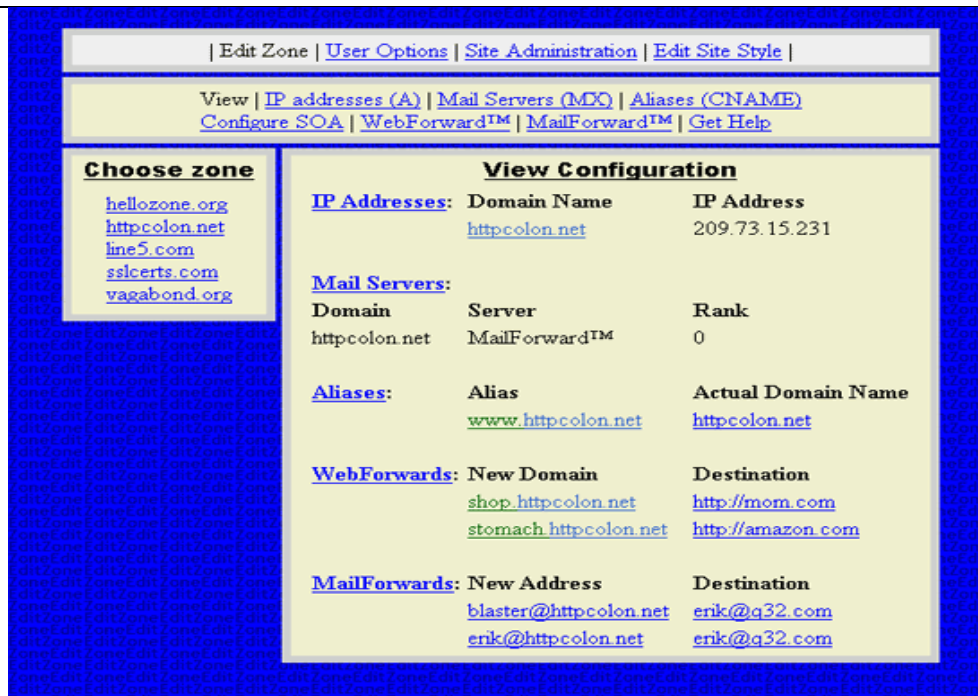 | Edit Zone | User Options | Site Administration | Edit Site Style |
View | IP addresses (A) | Mail Servers (MX) | Aliases (CNAME)
Configure SOA | WebForward™ | MailForward™ | Get Help
Choose zone
hellozone.org
httpcolon.net
line5.com
sslcerts.com
vagabond.org
View Configuration
IP Addresses: Domain Name IP Address
httpcolon.net 209.73.15.231
Mail Servers:
Domain Server Rank
httpcolon.net MailForward™ 0
Aliases: Alias Actual Domain Name
www.httpcolon.net httpcolon.net
WebForwards: New Domain Destination
shop.httpcolon.net http://mom.com
stomach.httpcolon.net http://amazon.com
MailForwards: New Address Destination
blaster@httpcolon.net erik@q32.com
erik@httpcolon.net erik@q32.com